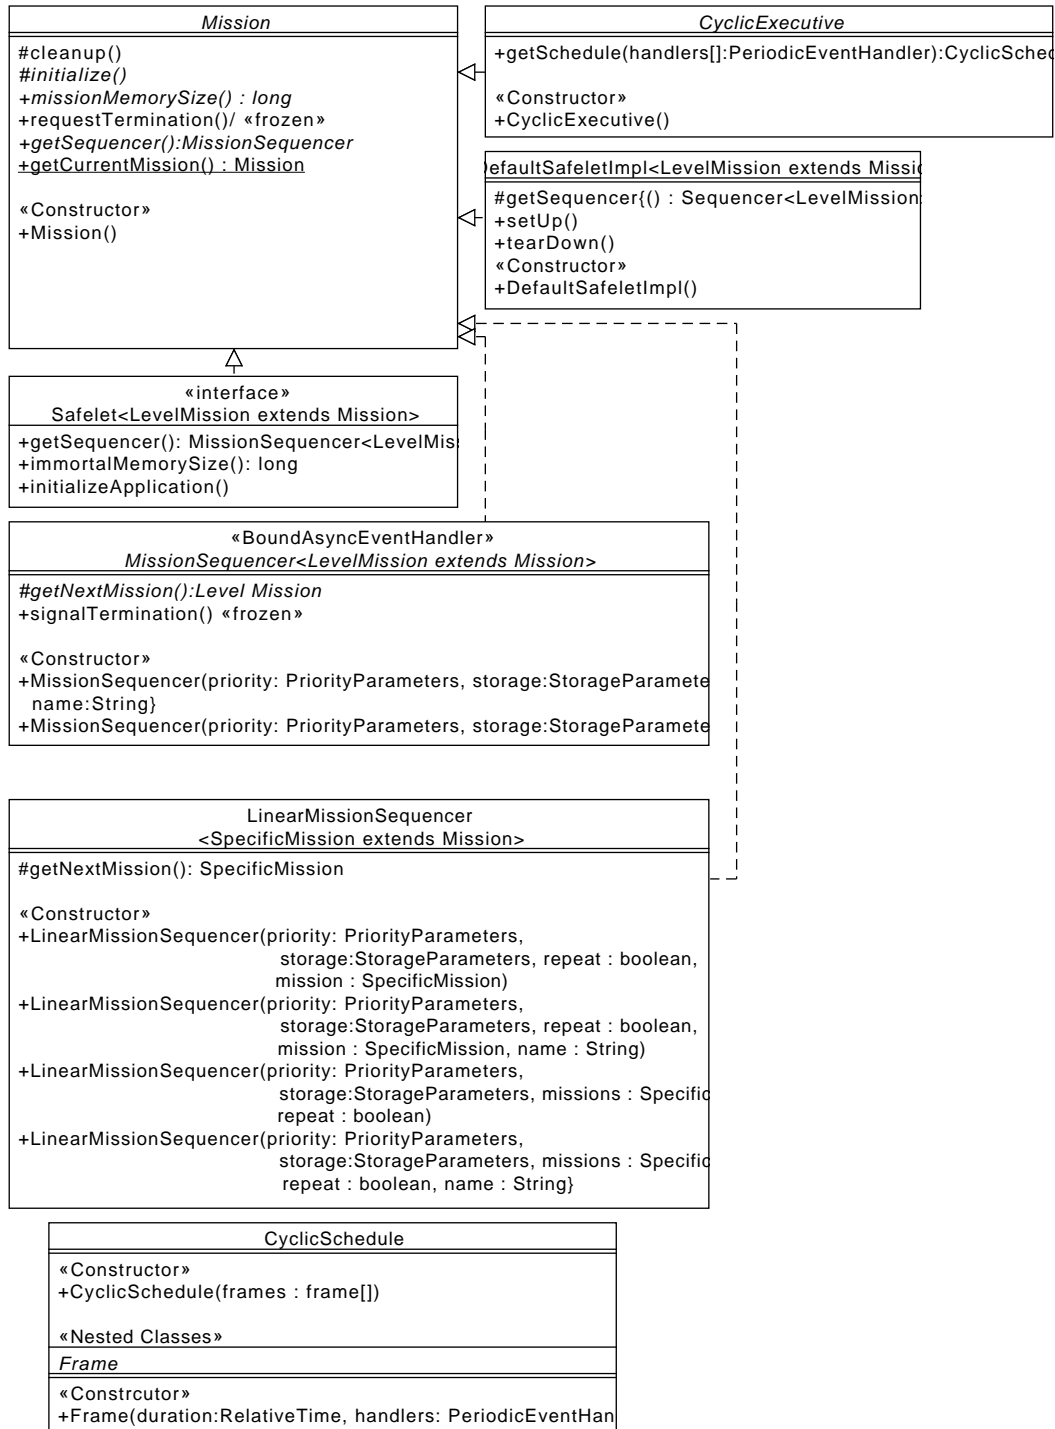 Mission
#cleanup()
#initialize()
+missionMemorySize() : long
+requestTermination()/ «frozen»
+getSequencer():MissionSequencer
+getCurrentMission() : Mission
«Constructor»
+Mission()
CyclicExecutive
+getSchedule(handlers[]:PeriodicEventHandler):CyclicSched
«Constructor»
+CyclicExecutive()
DefaultSafeletImpl<LevelMission extends Missio
#getSequencer{() : Sequencer<LevelMission
+setUp()
+tearDown()
«Constructor»
+DefaultSafeletImpl()
«interface»
Safelet<LevelMission extends Mission>
+getSequencer(): MissionSequencer<LevelMis
+immortalMemorySize(): long
+initializeApplication()
«BoundAsyncEventHandler»
MissionSequencer<LevelMission extends Mission>
#getNextMission():Level Mission
+signalTermination() «frozen»
«Constructor»
+MissionSequencer(priority: PriorityParameters, storage:StorageParamete
name:String}
+MissionSequencer(priority: PriorityParameters, storage:StorageParamete
LinearMissionSequencer
<SpecificMission extends Mission>
#getNextMission(): SpecificMission
«Constructor»
+LinearMissionSequencer(priority: PriorityParameters,
storage:StorageParameters, repeat : boolean,
mission : SpecificMission)
+LinearMissionSequencer(priority: PriorityParameters,
storage:StorageParameters, repeat : boolean,
mission : SpecificMission, name : String)
+LinearMissionSequencer(priority: PriorityParameters,
storage:StorageParameters, missions : Specific
repeat : boolean)
+LinearMissionSequencer(priority: PriorityParameters,
storage:StorageParameters, missions : Specific
repeat : boolean, name : String}
CyclicSchedule
«Constructor»
+CyclicSchedule(frames : frame[])
«Nested Classes»
Frame
«Constrcutor»
+Frame(duration:RelativeTime, handlers: PeriodicEventHan